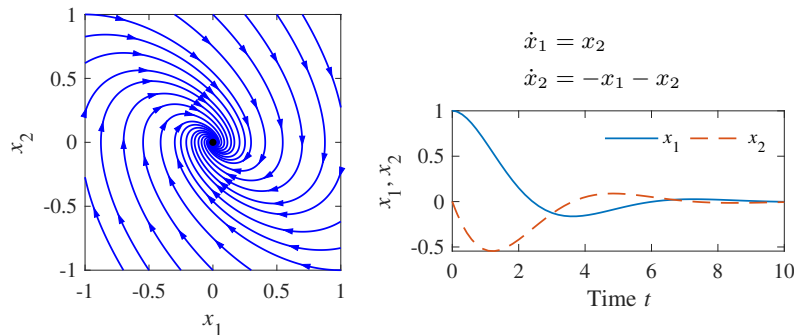 1
0.5
0
-0.5
-1
x₂
-1 -0.5 0 0.5 1
x₁
ẋ₁ = x₂
ẋ₂ = −x₁ − x₂
1
0.5
0
-0.5
x₁, x₂
x₁ x₂
0 2 4 6 8 10
Time t